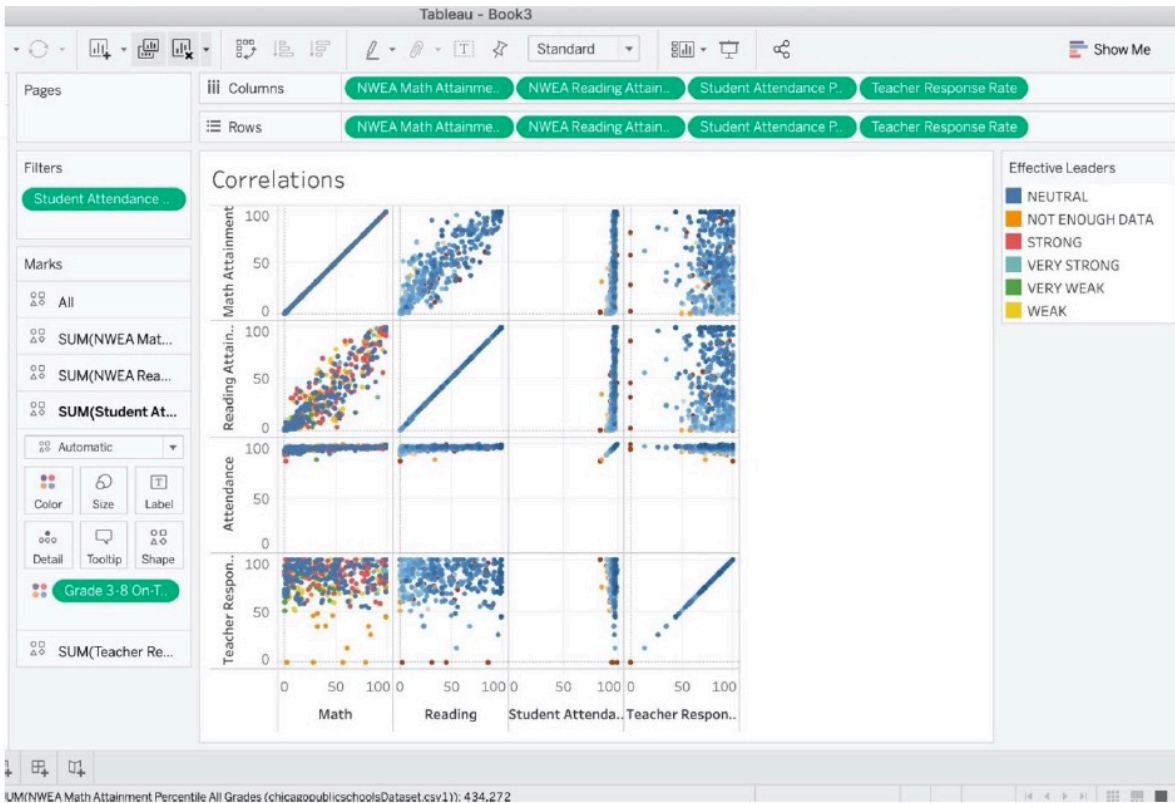 Tableau - Book3
Standard
Show Me
Pages
Columns
NWEA Math Attainme..
NWEA Reading Attain..
Student Attendance P..
Teacher Response Rate
Rows
NWEA Math Attainme..
NWEA Reading Attain..
Student Attendance P..
Teacher Response Rate
Filters
Student Attendance ..
Marks
All
SUM(NWEA Mat...
SUM(NWEA Rea...
SUM(Student At...
Automatic
Color
Size
Label
Detail
Tooltip
Shape
Grade 3-8 On-T..
SUM(Teacher Re...
Correlations
Math Attainment
100
50
0
Reading Attain..
100
50
0
Attendance
100
50
0
Teacher Respon..
100
50
0
0 50 100 0 50 100 0 50 100 0 50 100
Math
Reading
Student Attenda..
Teacher Respon..
Effective Leaders
NEUTRAL
NOT ENOUGH DATA
STRONG
VERY STRONG
VERY WEAK
WEAK
UM(NWEA Math Attainment Percentile All Grades (chicagopublicschoolsDataset.csv1)): 434,272